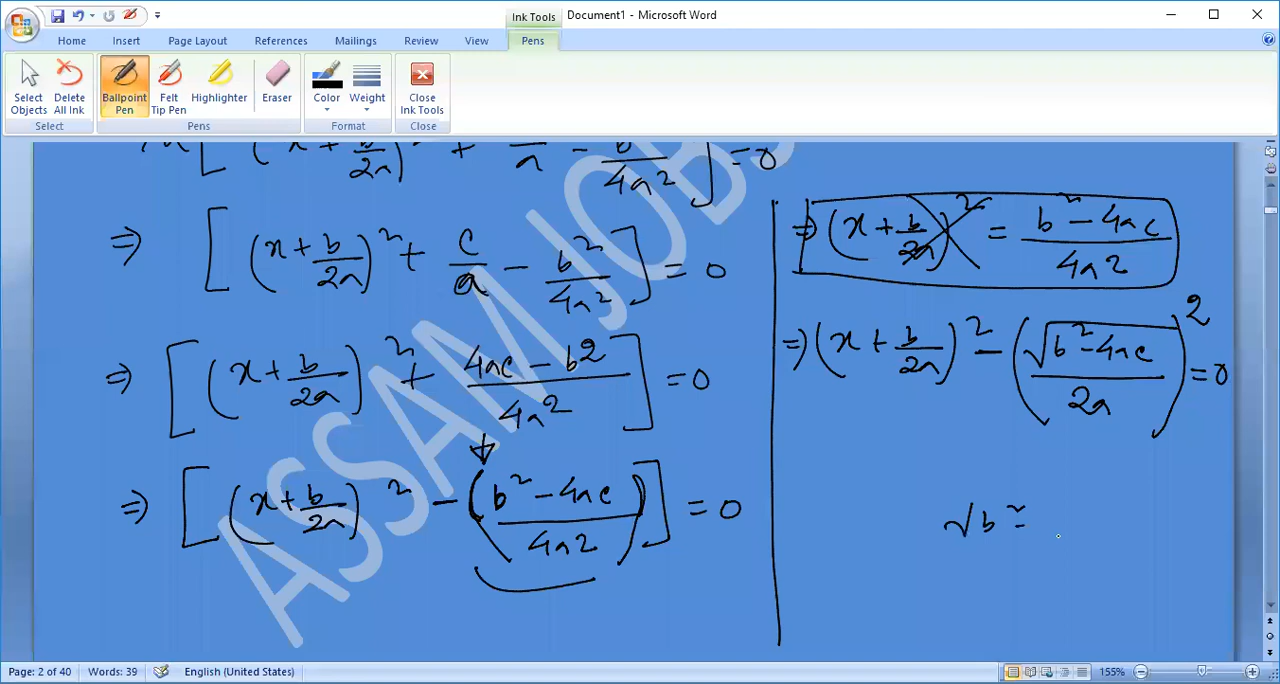 Ink Tools
Document1 - Microsoft Word
Home Insert Page Layout References Mailings Review View Pens
Select Objects
Delete All Ink
Ballpoint Pen
Felt Tip Pen
Highlighter
Eraser
Color
Weight
Close Ink Tools
Select Pens Format Close
ASSAM JOBS
⇒ [(x + b/2a)² + c/a − b²/4a²] = 0
⇒ [(x + b/2a)² + (4ac − b²)/4a²] = 0
⇒ [(x + b/2a)² − (b² − 4ac)/4a²] = 0
⇒ (x + b/2a)² = (b² − 4ac)/4a²
⇒ (x + b/2a)² − (√(b² − 4ac)/2a)² = 0
√b²
Page: 2 of 40 Words: 39 English (United States) 155%